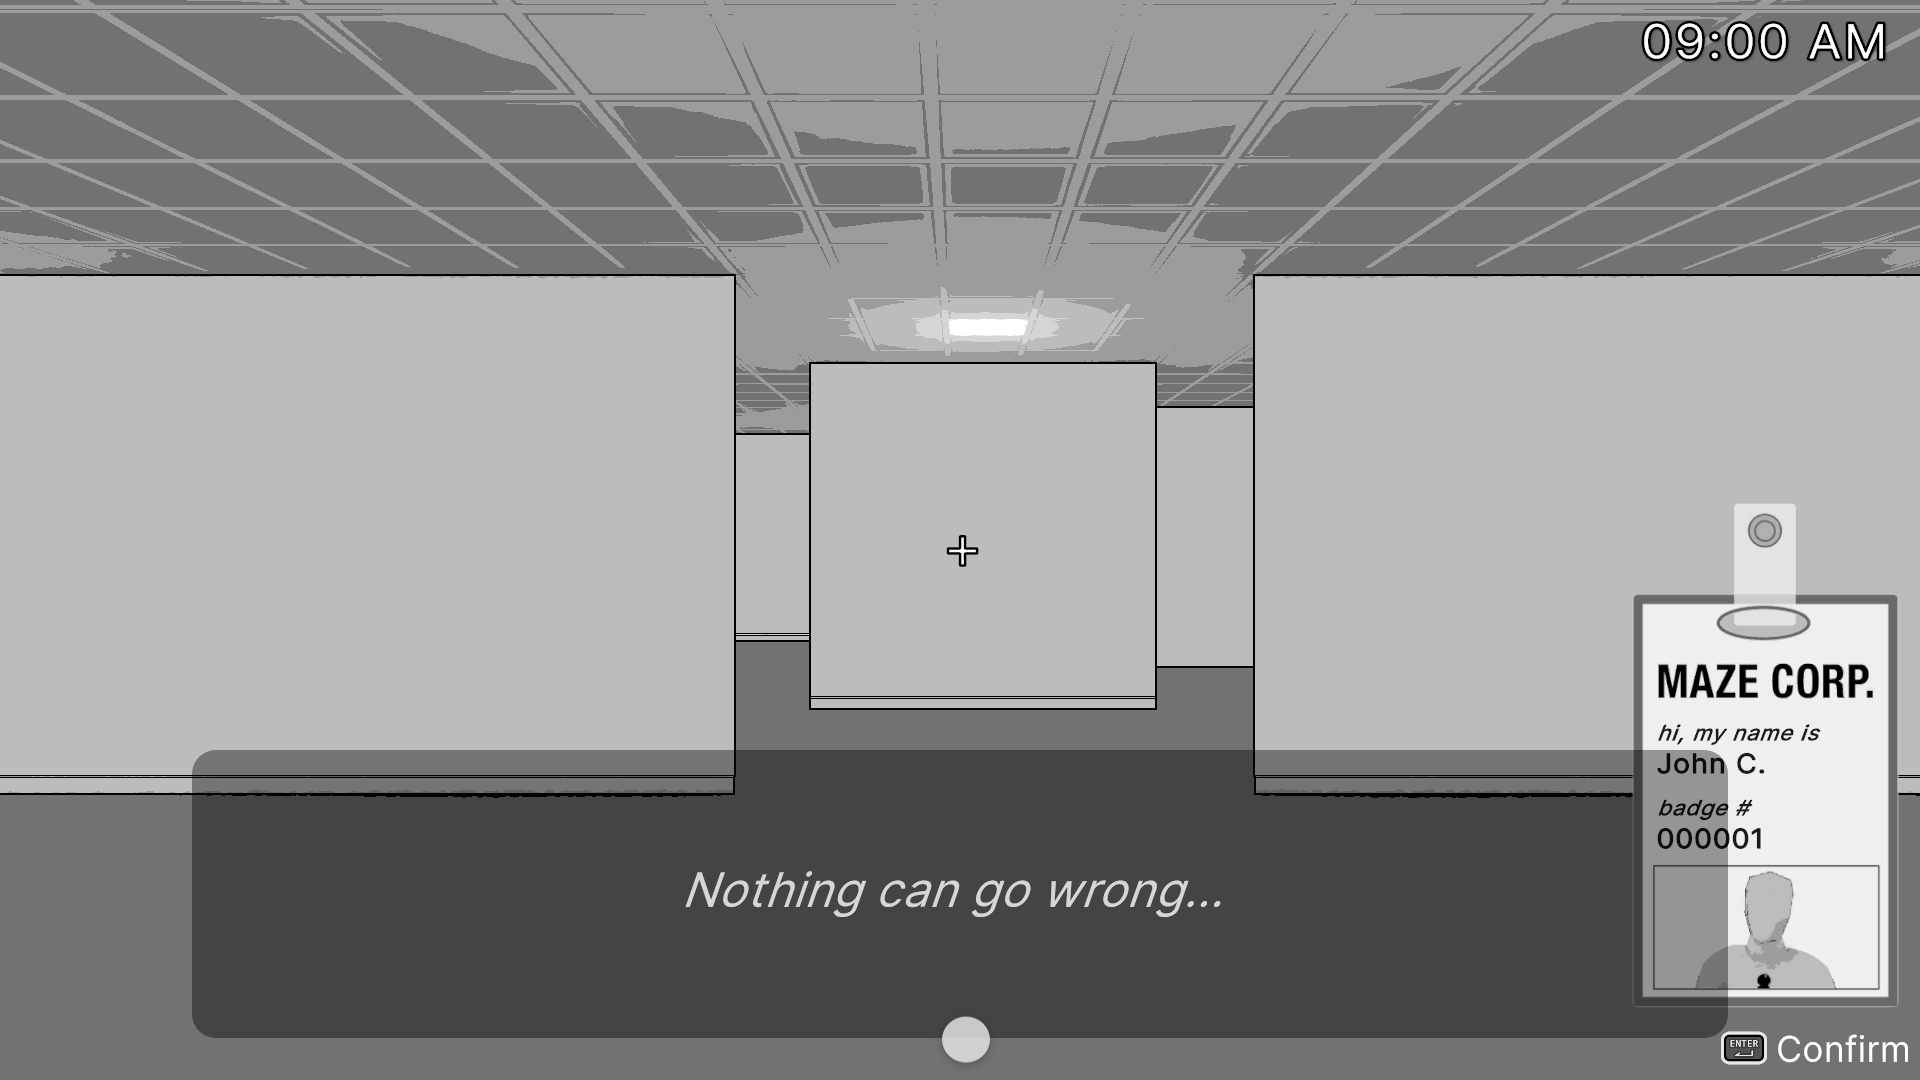 09:00 AM
MAZE CORP.
hi, my name is
John C.
badge #
000001
Nothing can go wrong...
ENTER
Confirm